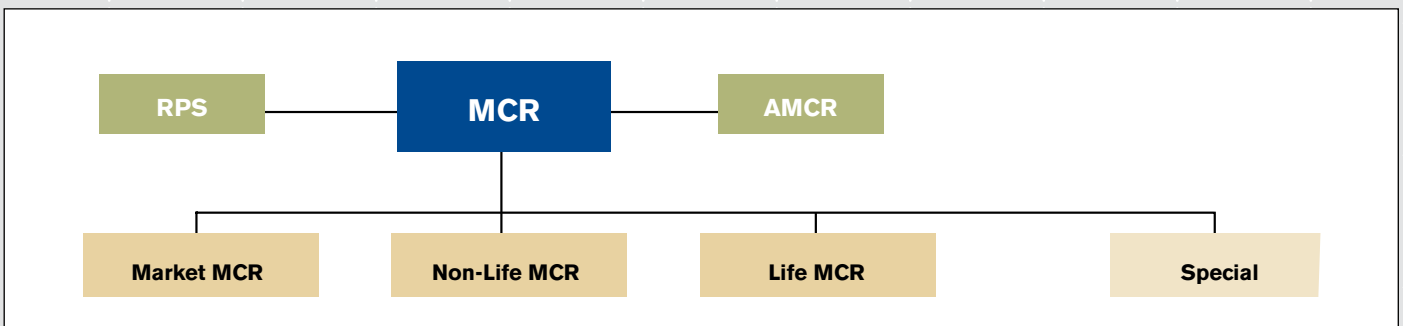 RPS
MCR
AMCR
Market MCR
Non-Life MCR
Life MCR
Special